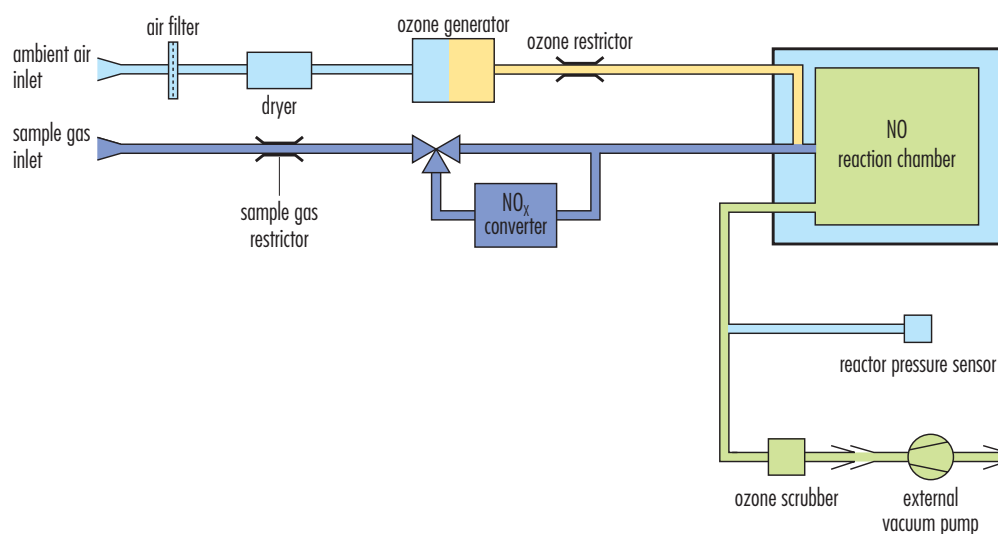 air filter
ozone generator
ozone restrictor
ambient air
inlet
dryer
sample gas
inlet
NO
reaction chamber
sample gas
restrictor
NOX
converter
reactor pressure sensor
ozone scrubber
external
vacuum pump